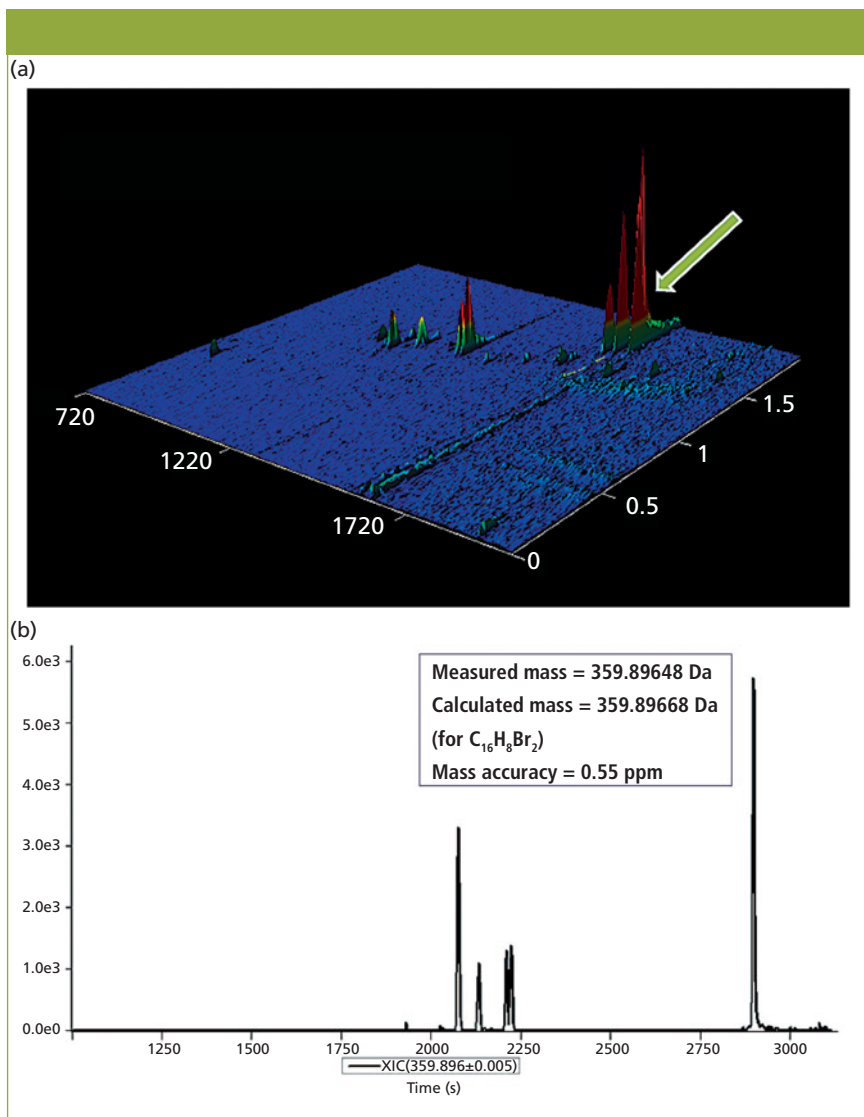 (a)
720
1220
1720
0
0.5
1
1.5
(b)
6.0e3
5.0e3
4.0e3
3.0e3
2.0e3
1.0e3
0.0e0
Measured mass = 359.89648 Da
Calculated mass = 359.89668 Da
(for C₁₆H₈Br₂)
Mass accuracy = 0.55 ppm
1250 1500 1750 2000 2250 2500 2750 3000
XIC(359.896±0.005)
Time (s)